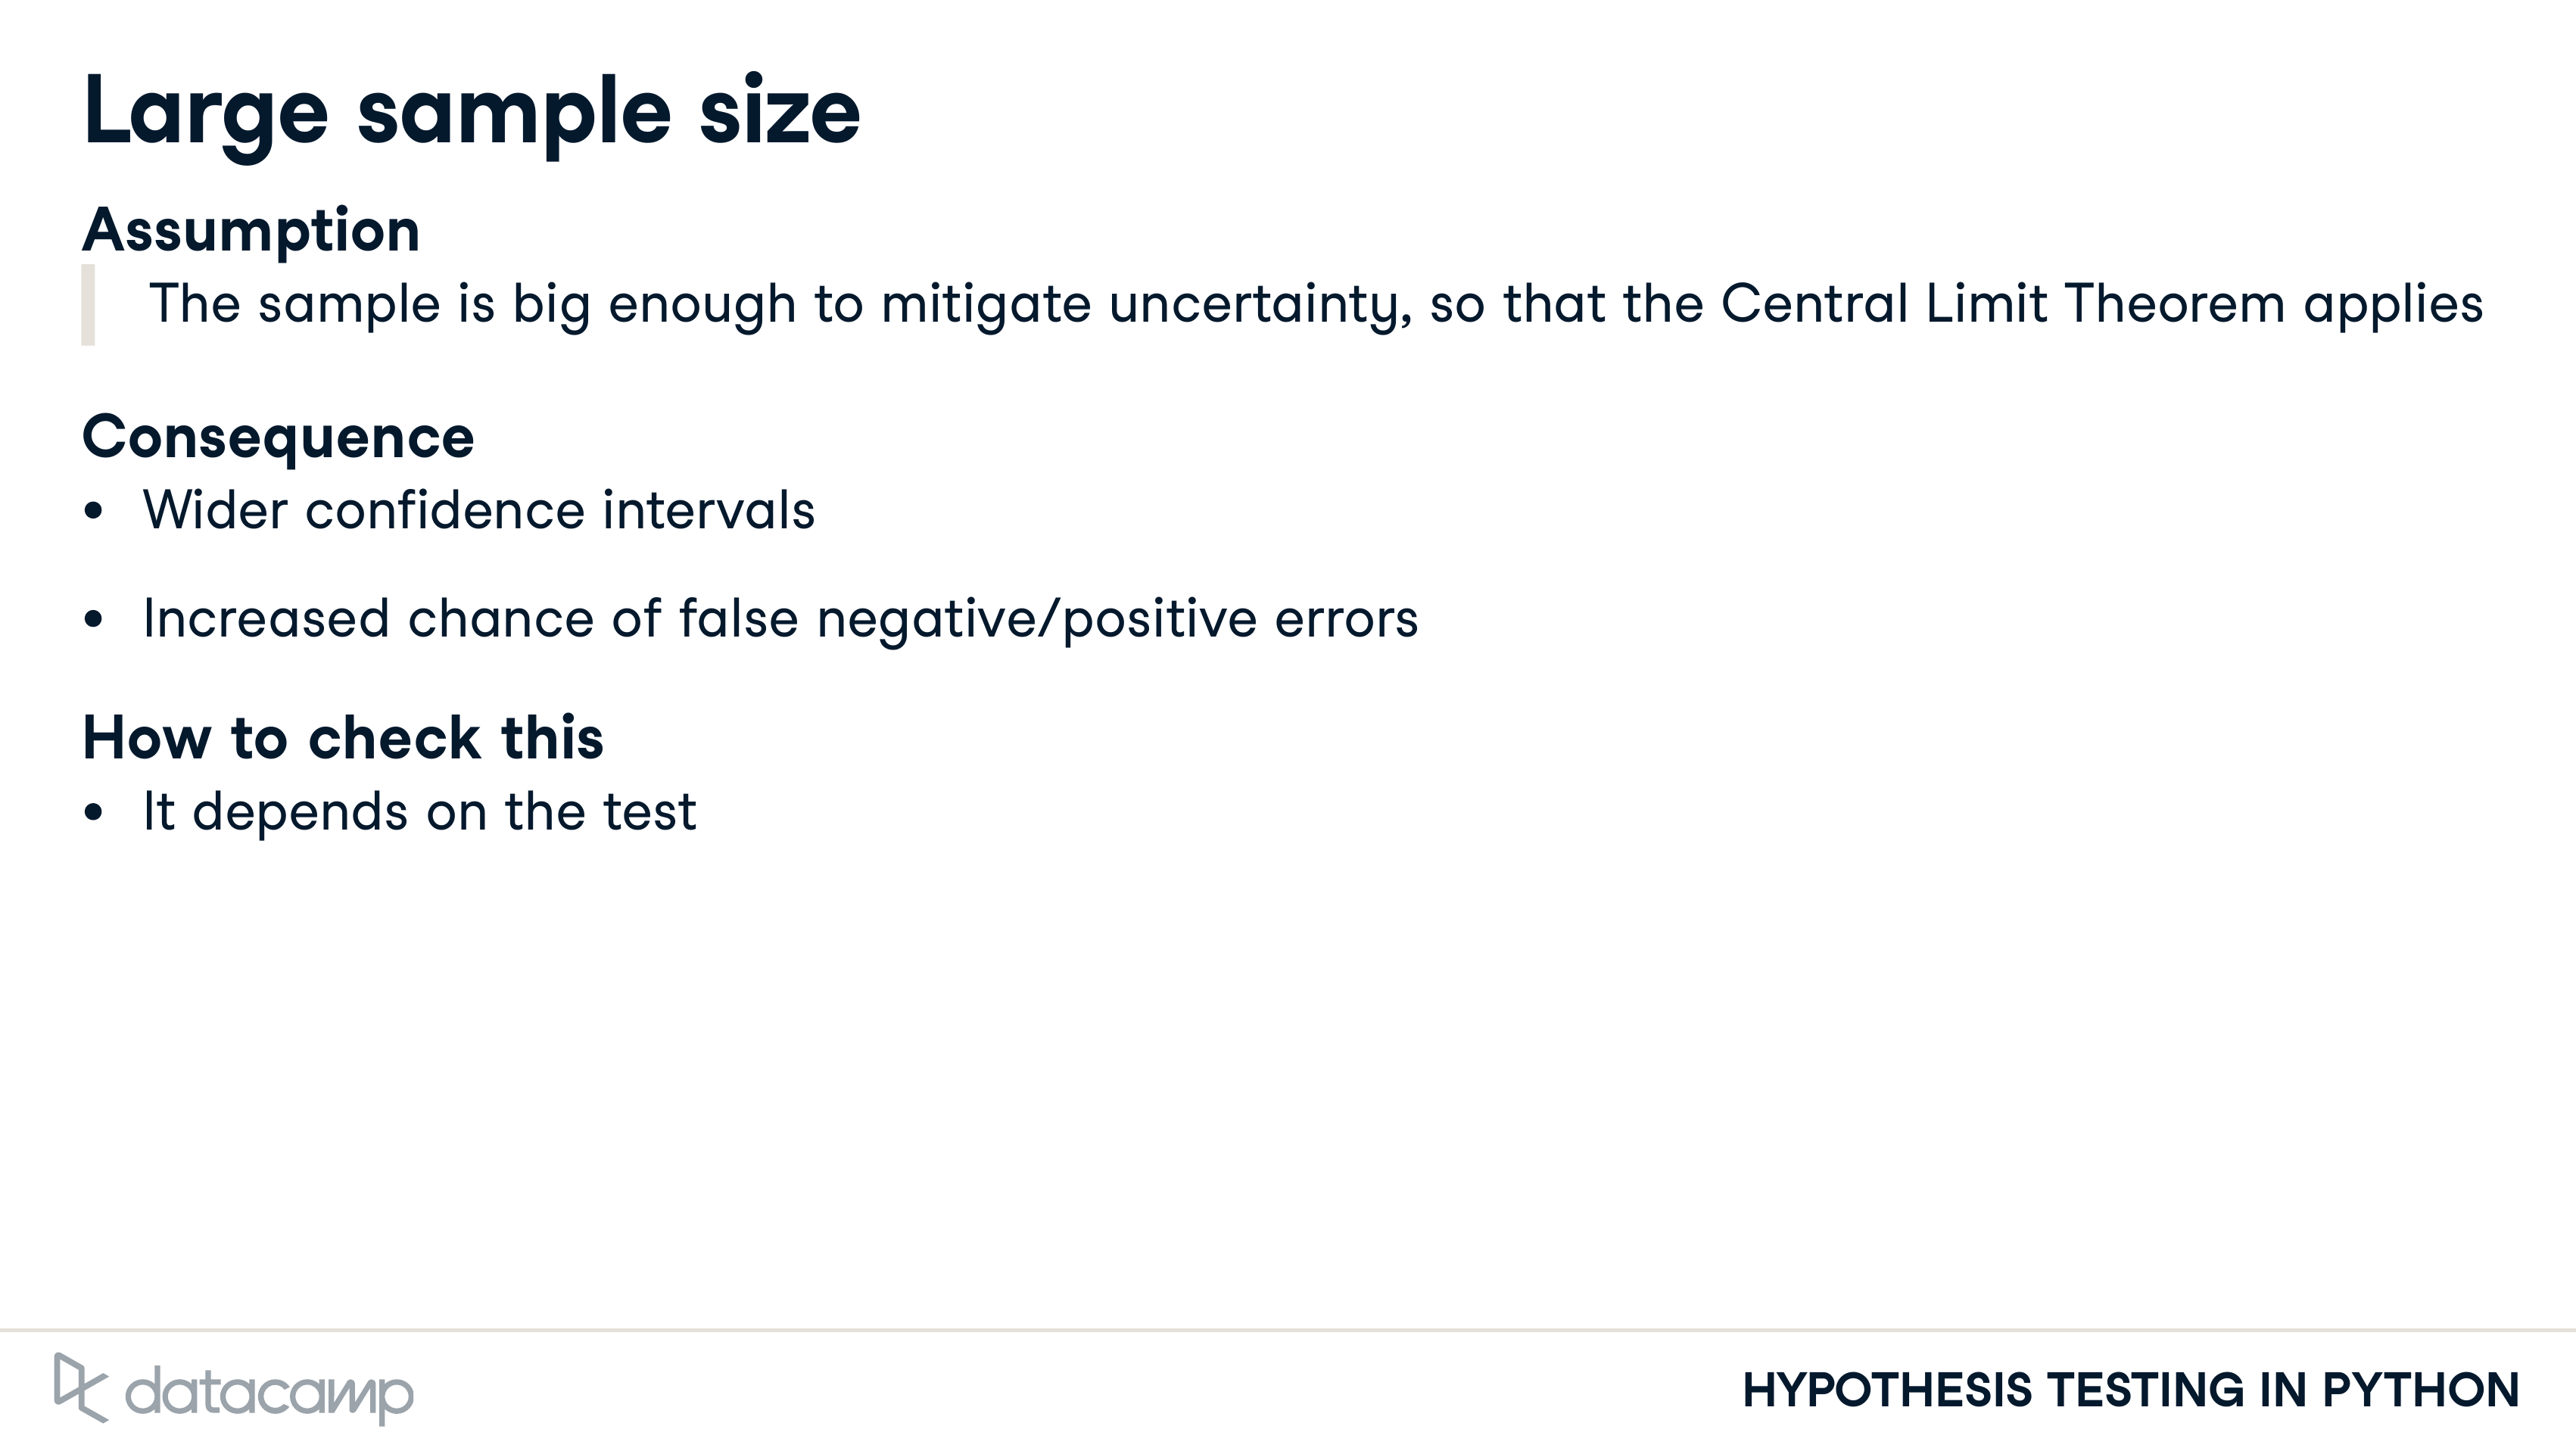 Large sample size
Assumption
The sample is big enough to mitigate uncertainty, so that the Central Limit Theorem applies
Consequence
• Wider confidence intervals
• Increased chance of false negative/positive errors
How to check this
• It depends on the test
datacamp
HYPOTHESIS TESTING IN PYTHON